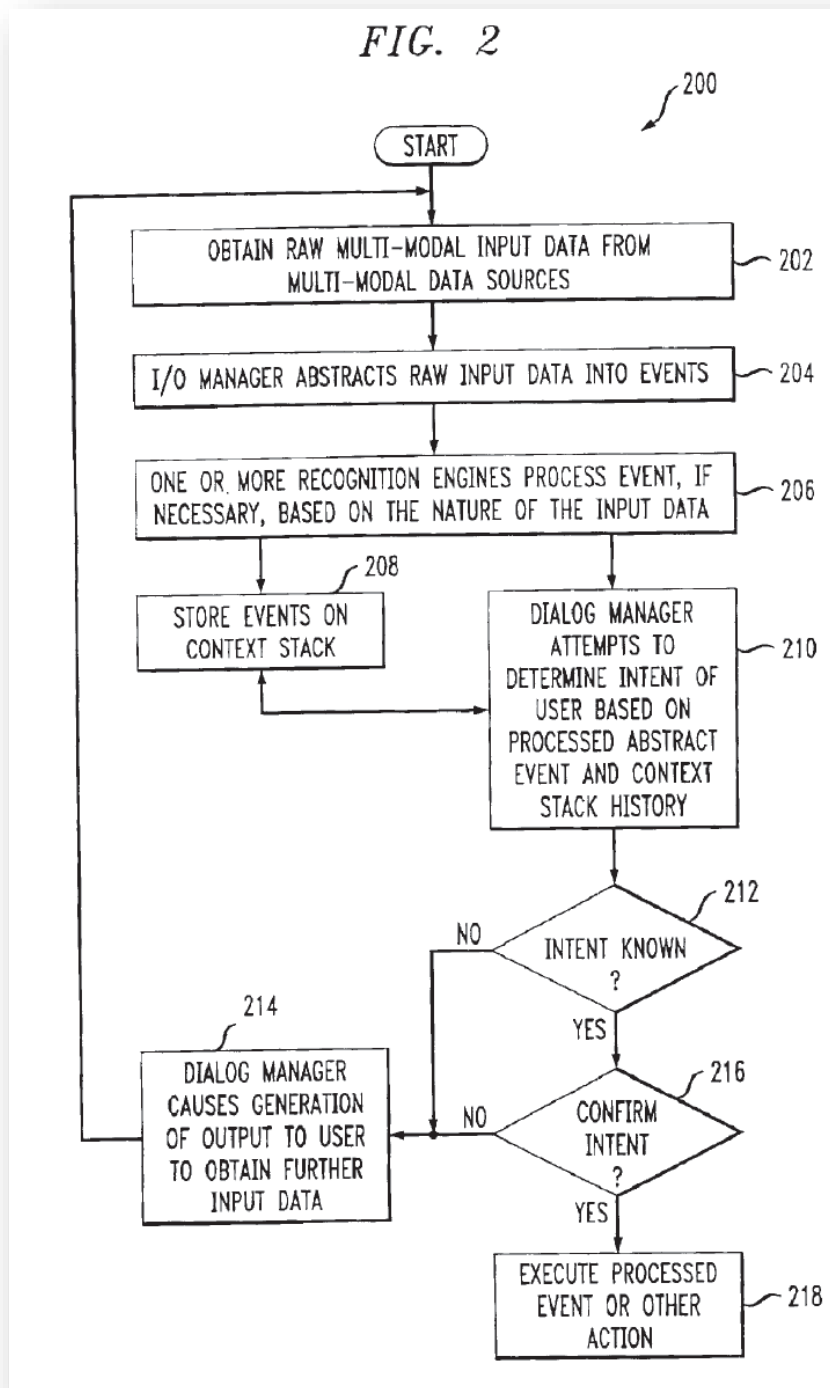 FIG. 2
200
START
OBTAIN RAW MULTI-MODAL INPUT DATA FROM
MULTI-MODAL DATA SOURCES
202
I/O MANAGER ABSTRACTS RAW INPUT DATA INTO EVENTS
204
ONE OR MORE RECOGNITION ENGINES PROCESS EVENT, IF
NECESSARY, BASED ON THE NATURE OF THE INPUT DATA
206
208
STORE EVENTS ON
CONTEXT STACK
DIALOG MANAGER
ATTEMPTS TO
DETERMINE INTENT OF
USER BASED ON
PROCESSED ABSTRACT
EVENT AND CONTEXT
STACK HISTORY
210
212
NO
INTENT KNOWN
?
YES
214
DIALOG MANAGER
CAUSES GENERATION
OF OUTPUT TO USER
TO OBTAIN FURTHER
INPUT DATA
216
NO
CONFIRM
INTENT
?
YES
EXECUTE PROCESSED
EVENT OR OTHER
ACTION
218